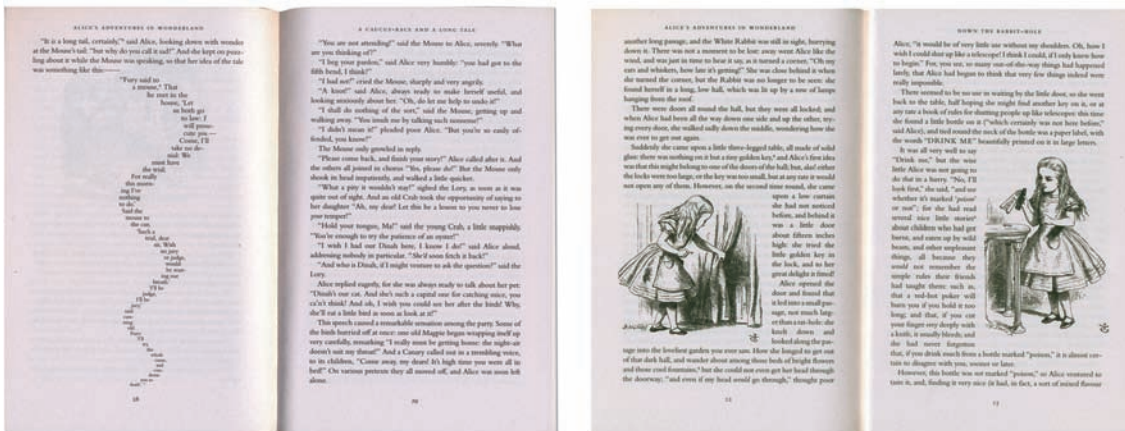 ALICE'S ADVENTURES IN WONDERLAND
"It is a long tail, certainly," said Alice, looking down with wonder
at the Mouse's tail; "but why do you call it sad?" And she kept on puzz-
ling about it while the Mouse was speaking, so that her idea of the tale
was something like this:——
"Fury said to
a mouse, That
he met in the
house, 'Let
us both go
to law: I
will prose-
cute you —
Come, I'll
take no de-
nial: We
must have
the trial;
For really
this morn-
ing I've
nothing
to do.'
Said the
mouse to
the cur,
'Such a
trial, dear
sir, With
no jury
or judge,
would
be wast-
ing our
breath.'
'I'll be
judge,
I'll be
jury,'
said
cun-
ning
old
Fury:
'I'll
try
the
whole
cause,
and
28
A CAUCUS-RACE AND A LONG TALE
"You are not attending!" said the Mouse to Alice, severely. "What
are you thinking of?"
"I beg your pardon," said Alice very humbly: "you had got to the
fifth bend, I think?"
"I had not!" cried the Mouse, sharply and very angrily.
"A knot!" said Alice, always ready to make herself useful, and
looking anxiously about her. "Oh, do let me help to undo it!"
"I shall do nothing of the sort," said the Mouse, getting up and
walking away. "You insult me by talking such nonsense!"
"I didn't mean it!" pleaded poor Alice. "But you're so easily of-
fended, you know!"
The Mouse only growled in reply.
"Please come back, and finish your story!" Alice called after it. And
the others all joined in chorus "Yes, please do!" But the Mouse only
shook its head impatiently, and walked a little quicker.
"What a pity it wouldn't stay!" sighed the Lory, as soon as it was
quite out of sight. And an old Crab took the opportunity of saying to
her daughter "Ah, my dear! Let this be a lesson to you never to lose
your temper!"
"Hold your tongue, Ma!" said the young Crab, a little snappishly.
"You're enough to try the patience of an oyster!"
"I wish I had our Dinah here, I know I do!" said Alice aloud,
addressing nobody in particular. "She'd soon fetch it back!"
"And who is Dinah, if I might venture to ask the question?" said the
Lory.
Alice replied eagerly, for she was always ready to talk about her pet:
"Dinah's our cat. And she's such a capital one for catching mice, you
ca'n't think! And oh, I wish you could see her after the birds! Why,
she'll eat a little bird as soon as look at it!"
This speech caused a remarkable sensation among the party. Some of
the birds hurried off at once: one old Magpie began wrapping itself up
very carefully, remarking "I really must be getting home: the night-air
doesn't suit my throat!" And a Canary called out in a trembling voice,
to its children, "Come away, my dears! It's high time you were all in
bed!" On various pretexts they all moved off, and Alice was soon left
alone.
29
ALICE'S ADVENTURES IN WONDERLAND
another long passage, and the White Rabbit was still in sight, hurrying
down it. There was not a moment to be lost: away went Alice like the
wind, and was just in time to hear it say, as it turned a corner, "Oh my
ears and whiskers, how late it's getting!" She was close behind it when
she turned the corner, but the Rabbit was no longer to be seen: she
found herself in a long, low hall, which was lit up by a row of lamps
hanging from the roof.
There were doors all round the hall, but they were all locked; and
when Alice had been all the way down one side and up the other, try-
ing every door, she walked sadly down the middle, wondering how she
was ever to get out again.
Suddenly she came upon a little three-legged table, all made of solid
glass: there was nothing on it but a tiny golden key, and Alice's first idea
was that this might belong to one of the doors of the hall; but, alas! either
the locks were too large, or the key was too small, but at any rate it would
not open any of them. However, on the second time round, she came
upon a low curtain
she had not noticed
before, and behind it
was a little door
about fifteen inches
high: she tried the
little golden key in
the lock, and to her
great delight it fitted!
Alice opened the
door and found that
it led into a small pas-
sage, not much larg-
er than a rat-hole: she
knelt down and
looked along the pas-
sage into the loveliest garden you ever saw. How she longed to get out
of that dark hall, and wander about among those beds of bright flowers
and those cool fountains, but she could not even get her head through
the doorway; "and even if my head would go through," thought poor
12
DOWN THE RABBIT-HOLE
Alice, "it would be of very little use without my shoulders. Oh, how I
wish I could shut up like a telescope! I think I could, if I only knew how
to begin." For, you see, so many out-of-the-way things had happened
lately, that Alice had begun to think that very few things indeed were
really impossible.
There seemed to be no use in waiting by the little door, so she went
back to the table, half hoping she might find another key on it, or at
any rate a book of rules for shutting people up like telescopes: this time
she found a little bottle on it ("which certainly was not here before,"
said Alice), and tied round the neck of the bottle was a paper label, with
the words "DRINK ME" beautifully printed on it in large letters.
It was all very well to say
"Drink me," but the wise
little Alice was not going to
do that in a hurry. "No, I'll
look first," she said, "and see
whether it's marked 'poison'
or not"; for she had read
several nice little stories
about children who had got
burnt, and eaten up by wild
beasts, and other unpleasant
things, all because they
would not remember the
simple rules their friends
had taught them: such as,
that a red-hot poker will
burn you if you hold it too
long; and that, if you cut
your finger very deeply with
a knife, it usually bleeds; and
she had never forgotten
that, if you drink much from a bottle marked "poison," it is almost cer-
tain to disagree with you, sooner or later.
However, this bottle was not marked "poison," so Alice ventured to
taste it, and, finding it very nice (it had, in fact, a sort of mixed flavour
13